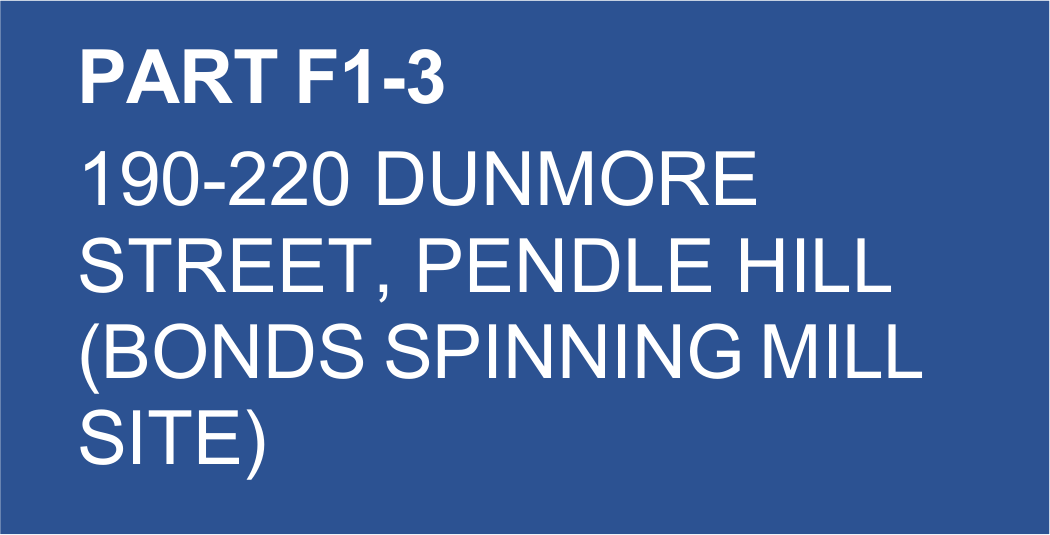 PART F1-3
190-220 DUNMORE
STREET, PENDLE HILL
(BONDS SPINNING MILL
SITE)